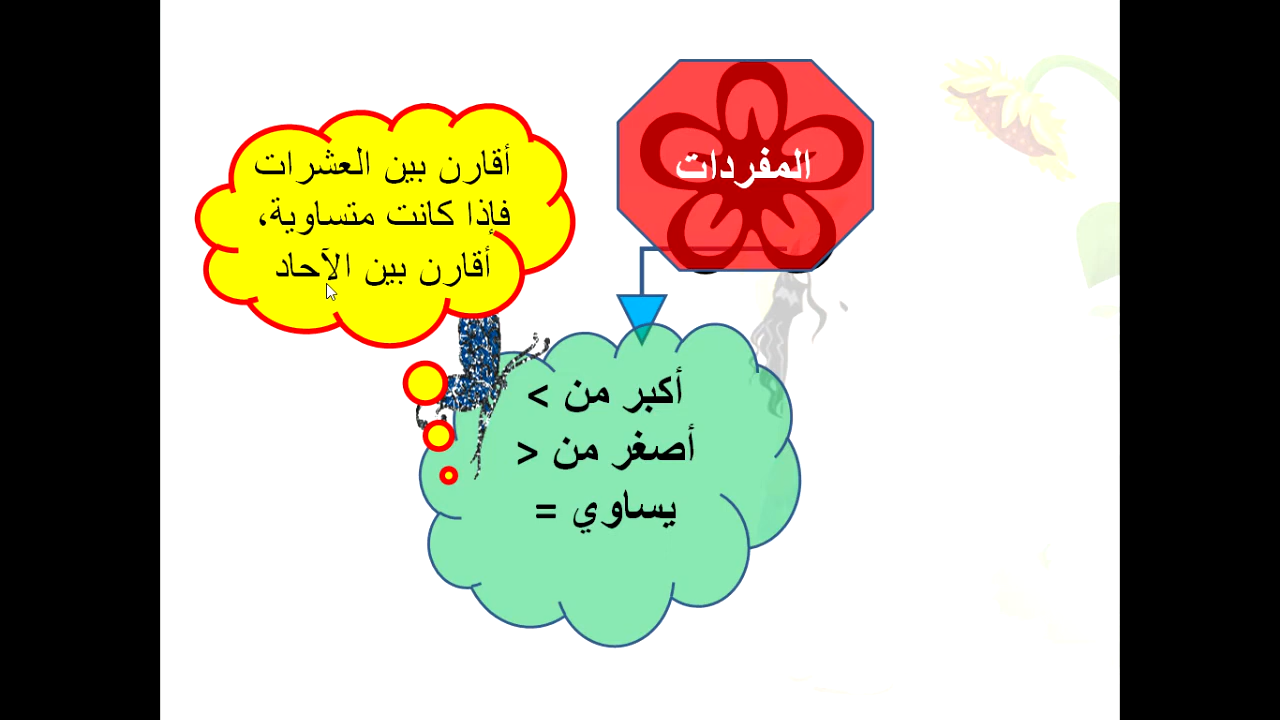 المفردات
أقارن بين العشرات
فإذا كانت متساوية،
أقارن بين الآحاد
أكبر من >
أصغر من <
يساوي =